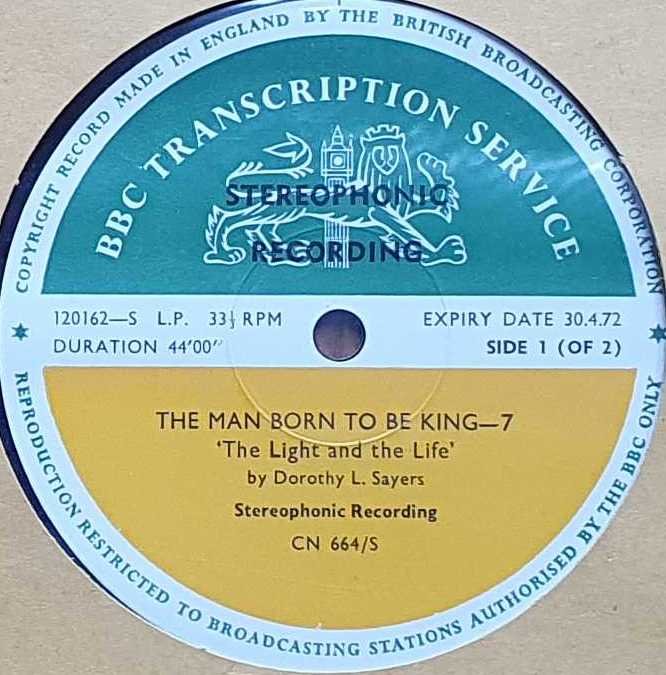 COPYRIGHT RECORD MADE IN ENGLAND BY THE BRITISH BROADCASTING CORPORATION
BBC TRANSCRIPTION SERVICE
STEREOPHONIC
RECORDING
120162—S L.P. 33⅓ RPM
EXPIRY DATE 30.4.72
DURATION 44'00"
SIDE 1 (OF 2)
THE MAN BORN TO BE KING—7
'The Light and the Life'
by Dorothy L. Sayers
Stereophonic Recording
CN 664/S
REPRODUCTION RESTRICTED TO BROADCASTING STATIONS AUTHORISED BY THE BBC ONLY